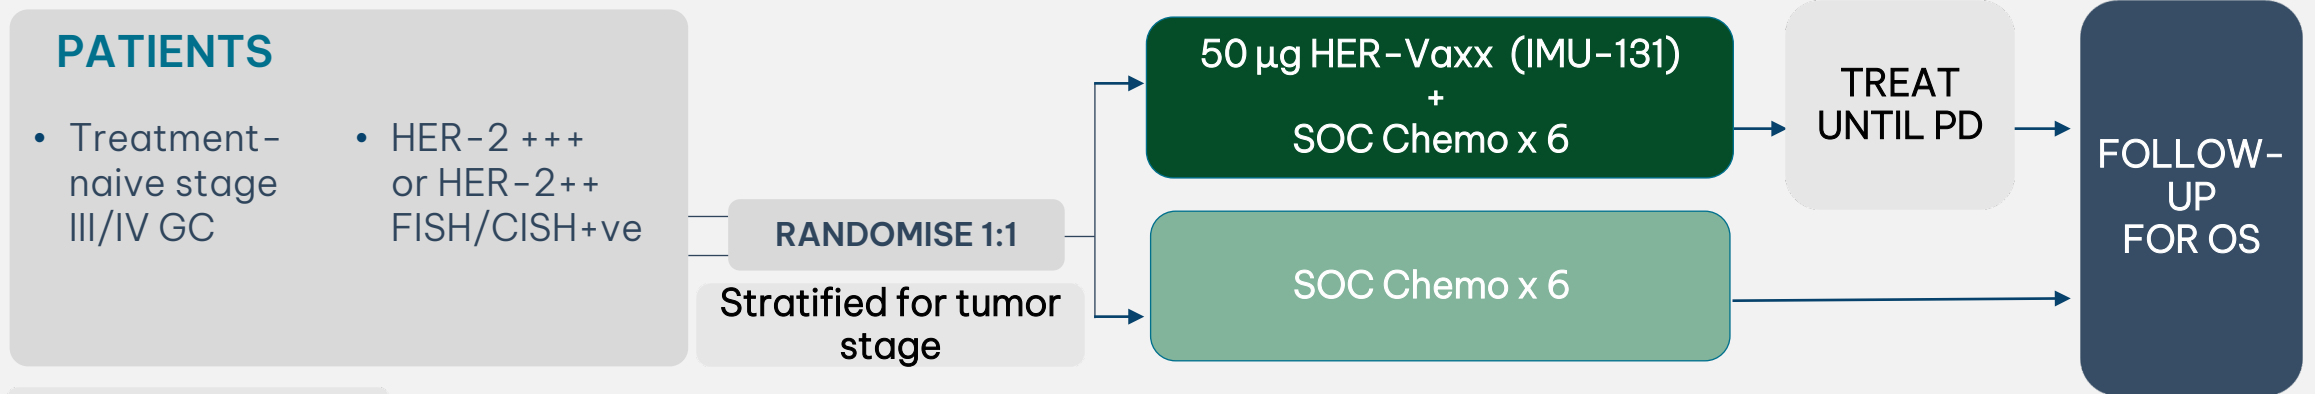 PATIENTS
• Treatment-
naive stage
III/IV GC
• HER-2 +++
or HER-2++
FISH/CISH+ve
RANDOMISE 1:1
Stratified for tumor
stage
50 µg HER-Vaxx (IMU-131)
+
SOC Chemo x 6
SOC Chemo x 6
TREAT
UNTIL PD
FOLLOW-
UP
FOR OS